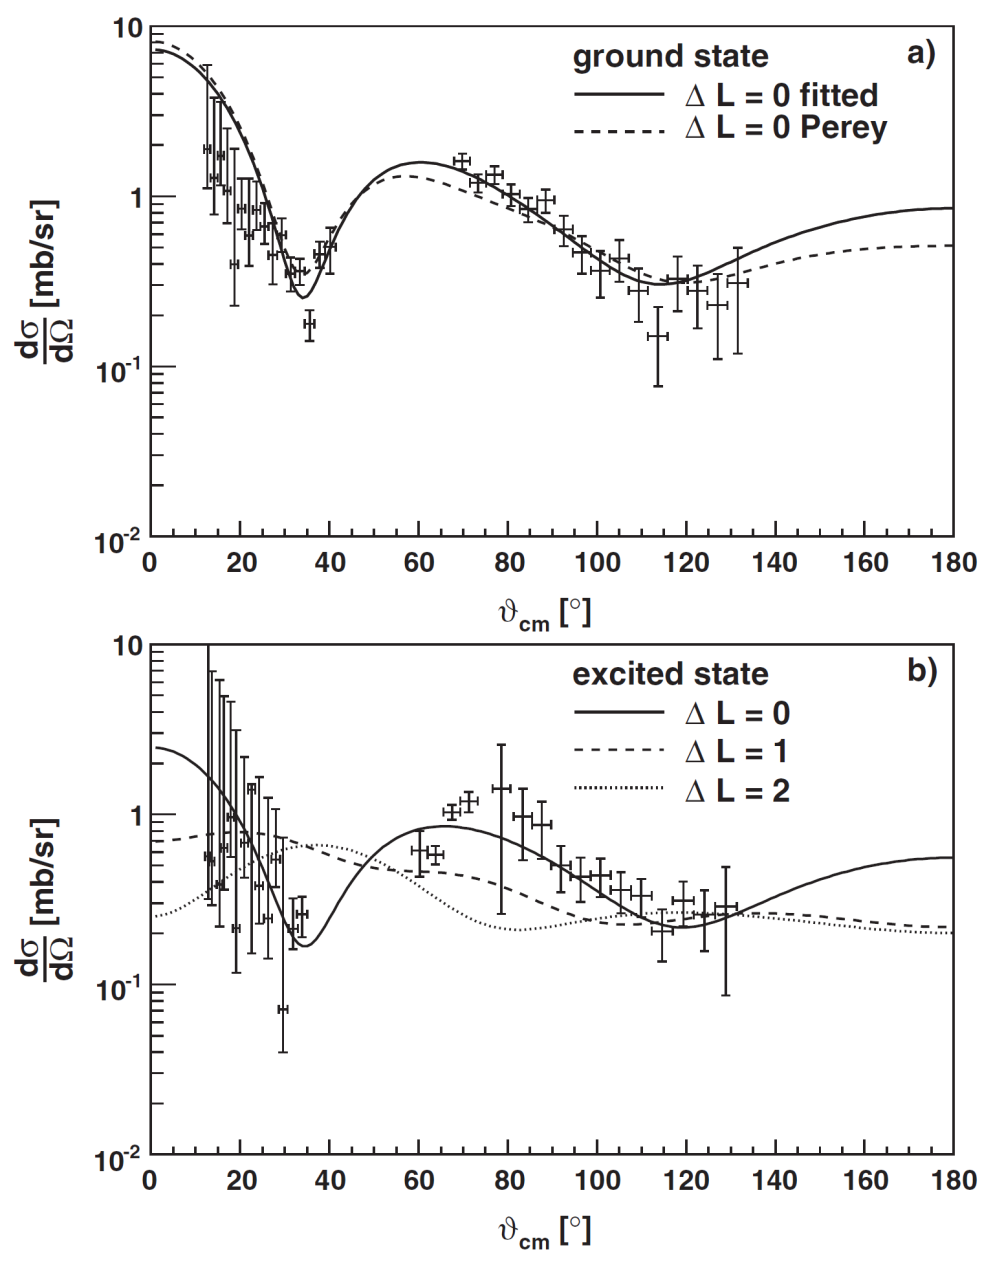 10
a)
ground state
Δ L = 0 fitted
Δ L = 0 Perey
1
dσ/dΩ [mb/sr]
10⁻¹
10⁻²
0 20 40 60 80 100 120 140 160 180
ϑcm [°]
10
b)
excited state
Δ L = 0
Δ L = 1
Δ L = 2
1
dσ/dΩ [mb/sr]
10⁻¹
10⁻²
0 20 40 60 80 100 120 140 160 180
ϑcm [°]